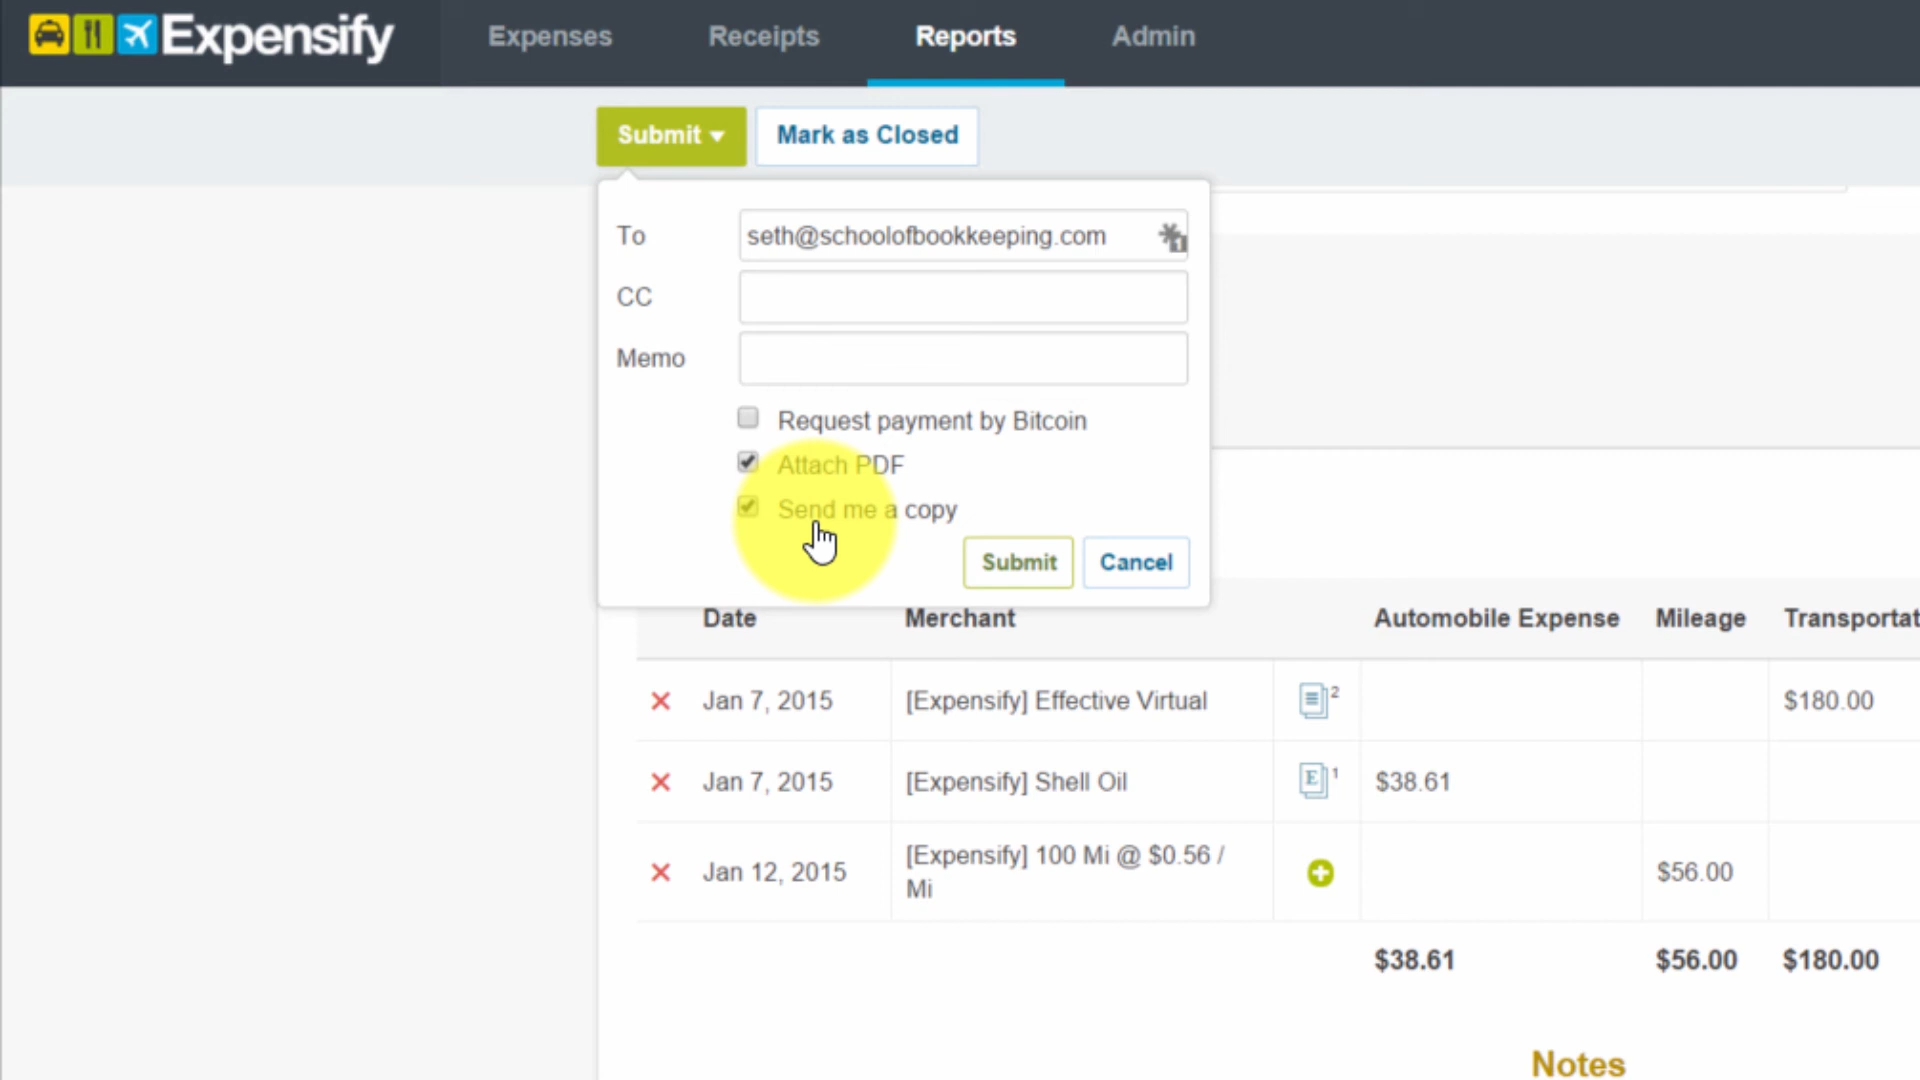 Expensify Expenses Receipts Reports Admin
Submit Mark as Closed
To seth@schoolofbookkeeping.com 1
CC
Memo
Request payment by Bitcoin
Attach PDF
Send me a copy
Submit Cancel
Date Merchant Automobile Expense Mileage Transportat
Jan 7, 2015 [Expensify] Effective Virtual 2 $180.00
Jan 7, 2015 [Expensify] Shell Oil E 1 $38.61
Jan 12, 2015 [Expensify] 100 Mi @ $0.56 /
Mi $56.00
$38.61 $56.00 $180.00
Notes